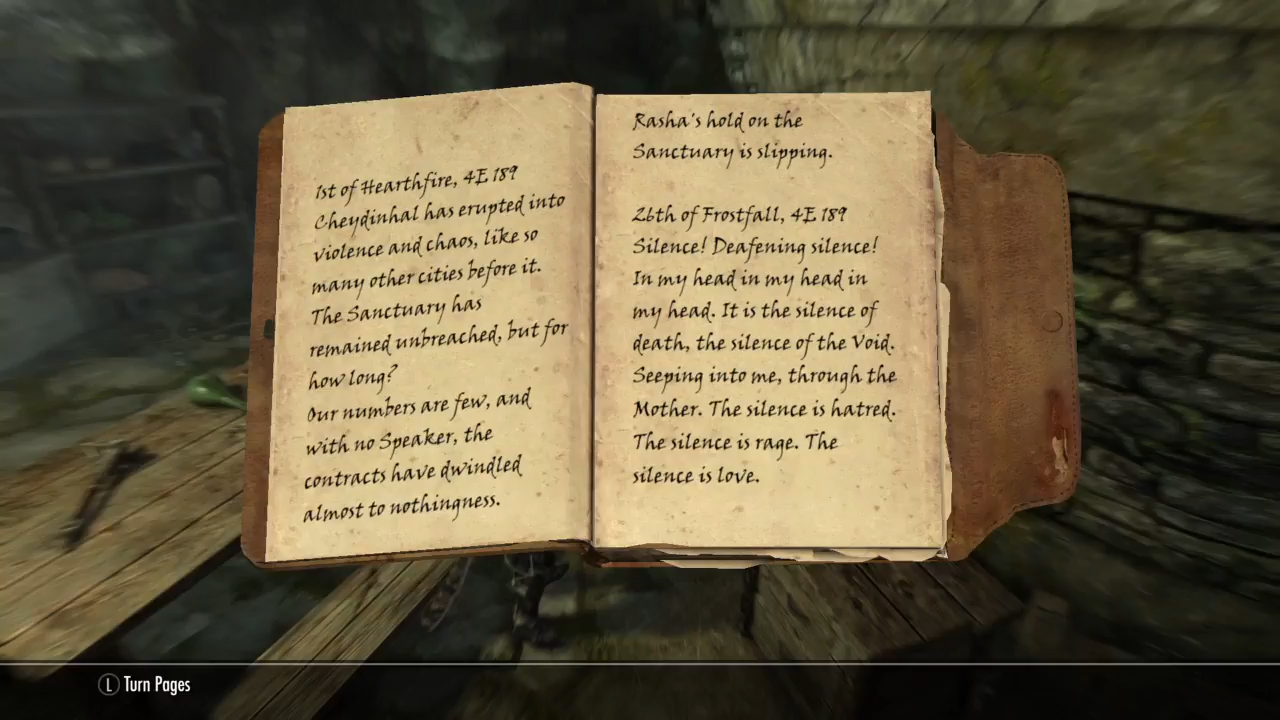 1st of Hearthfire, 4E 189
Cheydinhal has erupted into
violence and chaos, like so
many other cities before it.
The Sanctuary has
remained unbreached, but for
how long?
Our numbers are few, and
with no Speaker, the
contracts have dwindled
almost to nothingness.
Rasha's hold on the
Sanctuary is slipping.
26th of Frostfall, 4E 189
Silence! Deafening silence!
In my head in my head in
my head. It is the silence of
death, the silence of the Void.
Seeping into me, through the
Mother. The silence is hatred.
The silence is rage. The
silence is love.
L Turn Pages